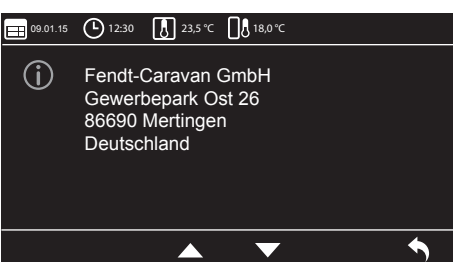 09.01.15 12:30 23,5 °C 18,0 °C
Fendt-Caravan GmbH
Gewerbepark Ost 26
86690 Mertingen
Deutschland